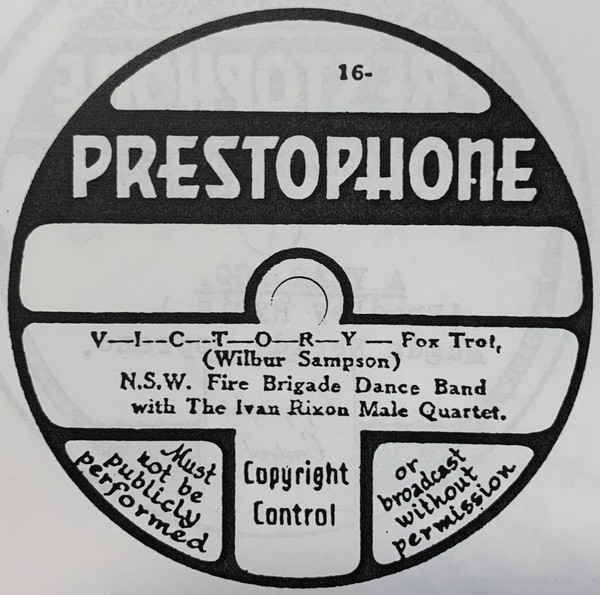 16-
PRESTOPHONE
V—I—C—T—O—R—Y — Fox Trot,
(Wilbur Sampson)
N.S.W. Fire Brigade Dance Band
with The Ivan Rixon Male Quartet.
Must
not be
publicly
performed
Copyright
Control
or
broadcast
without
permission